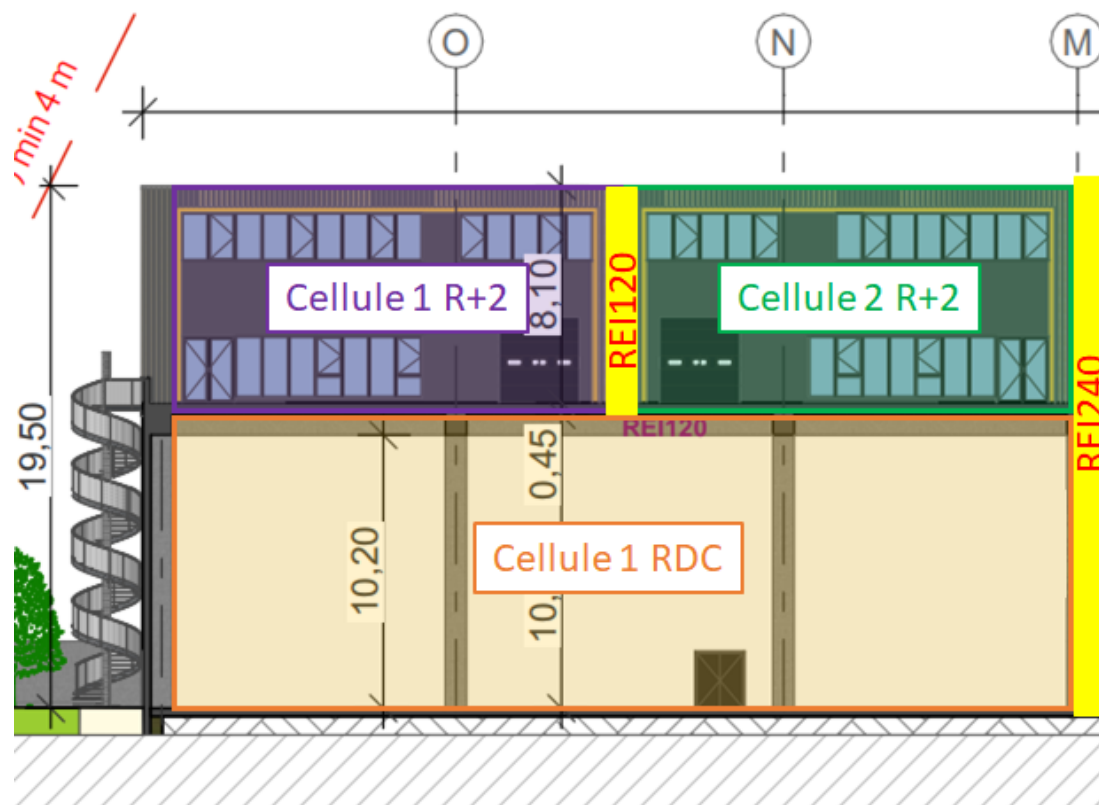 O
N
M
min 4 m
8,10
REI120
Cellule 1 R+2
Cellule 2 R+2
19,50
REI240
REI120
0,45
10,20
Cellule 1 RDC
10,